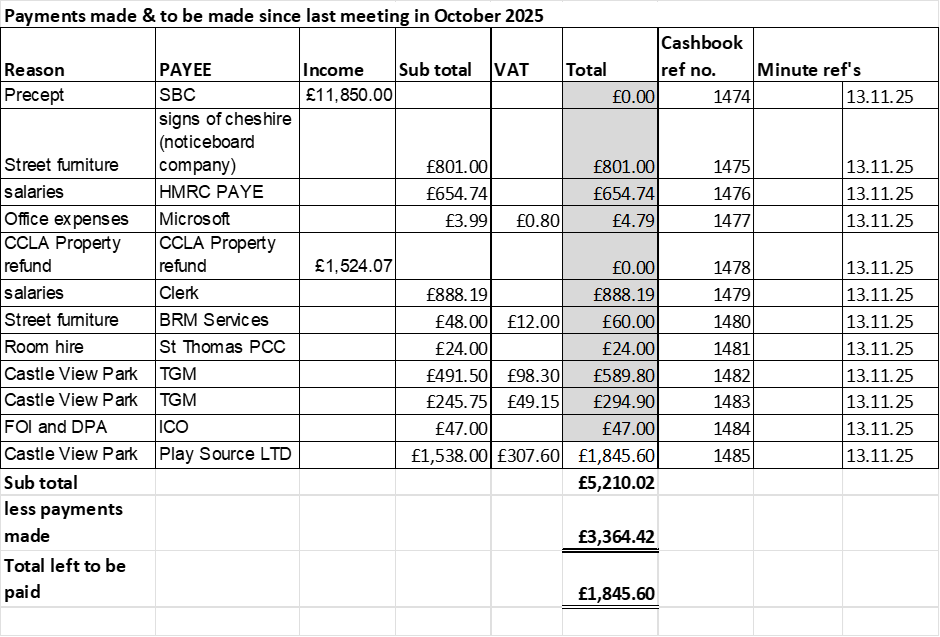 Payments made & to be made since last meeting in October 2025
Reason PAYEE Income Sub total VAT Total Cashbook ref no. Minute ref's
Precept SBC £11,850.00 £0.00 1474 13.11.25
Street furniture signs of cheshire (noticeboard company) £801.00 £801.00 1475 13.11.25
salaries HMRC PAYE £654.74 £654.74 1476 13.11.25
Office expenses Microsoft £3.99 £0.80 £4.79 1477 13.11.25
CCLA Property refund CCLA Property refund £1,524.07 £0.00 1478 13.11.25
salaries Clerk £888.19 £888.19 1479 13.11.25
Street furniture BRM Services £48.00 £12.00 £60.00 1480 13.11.25
Room hire St Thomas PCC £24.00 £24.00 1481 13.11.25
Castle View Park TGM £491.50 £98.30 £589.80 1482 13.11.25
Castle View Park TGM £245.75 £49.15 £294.90 1483 13.11.25
FOI and DPA ICO £47.00 £47.00 1484 13.11.25
Castle View Park Play Source LTD £1,538.00 £307.60 £1,845.60 1485 13.11.25
Sub total £5,210.02
less payments made £3,364.42
Total left to be paid £1,845.60